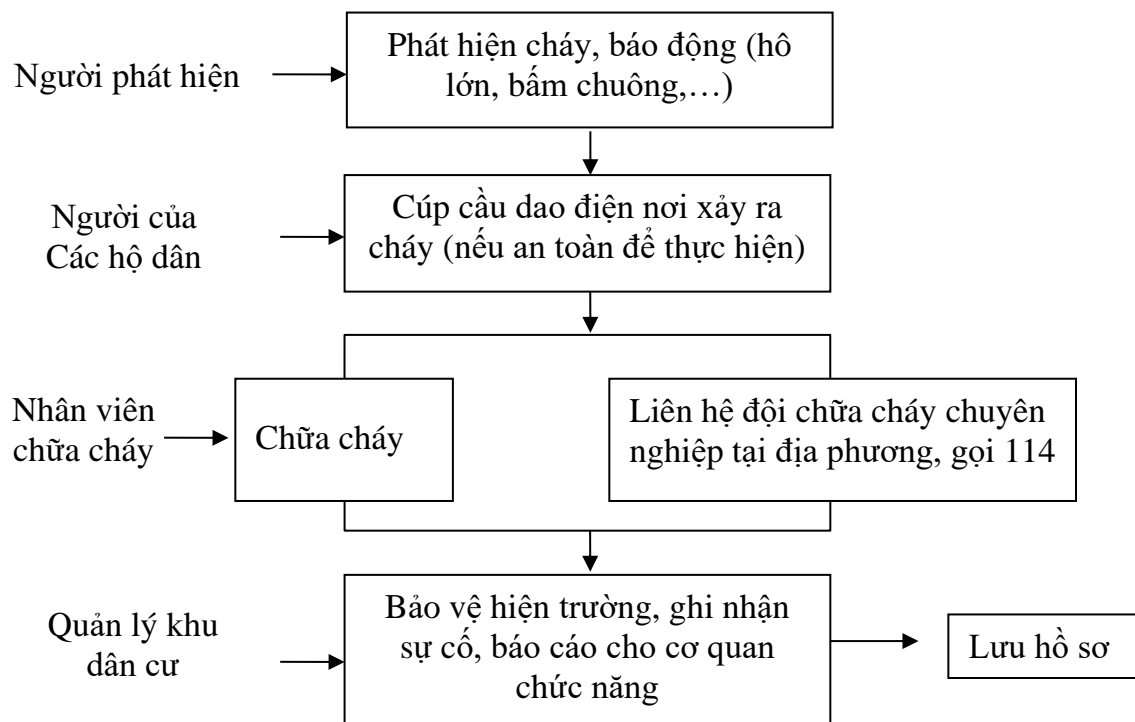 Người phát hiện
Phát hiện cháy, báo động (hô
lớn, bấm chuông,…)
Người của
Các hộ dân
Cúp cầu dao điện nơi xảy ra
cháy (nếu an toàn để thực hiện)
Nhân viên
chữa cháy
Chữa cháy
Liên hệ đội chữa cháy chuyên
nghiệp tại địa phương, gọi 114
Quản lý khu
dân cư
Bảo vệ hiện trường, ghi nhận
sự cố, báo cáo cho cơ quan
chức năng
Lưu hồ sơ